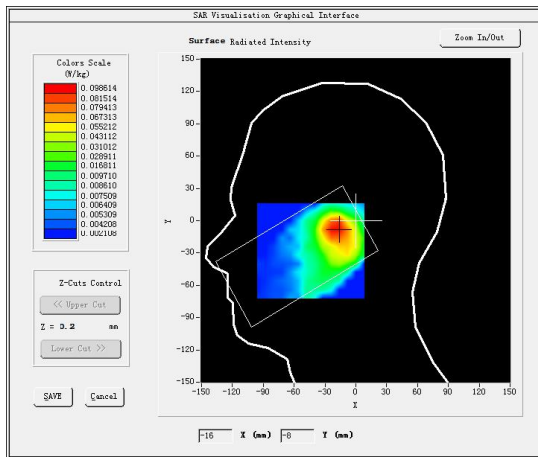 SAR Visualisation Graphical Interface
Surface Radiated Intensity
Zoom In/Out
Colors Scale
(W/kg)
0.098614
0.081514
0.079413
0.067313
0.055212
0.043112
0.031012
0.028911
0.016811
0.009710
0.008610
0.007509
0.006409
0.005309
0.004208
0.002108
Z-Cuts Control
<< Upper Cut
Z = 3.2 mm
Lower Cut >>
SAVE
Cancel
150
120
90
60
30
0
-30
-60
-90
-120
-150
Y
-150 -120 -90 -60 -30 0 30 60 90 120 150
X
-16 X (mm) -8 Y (mm)